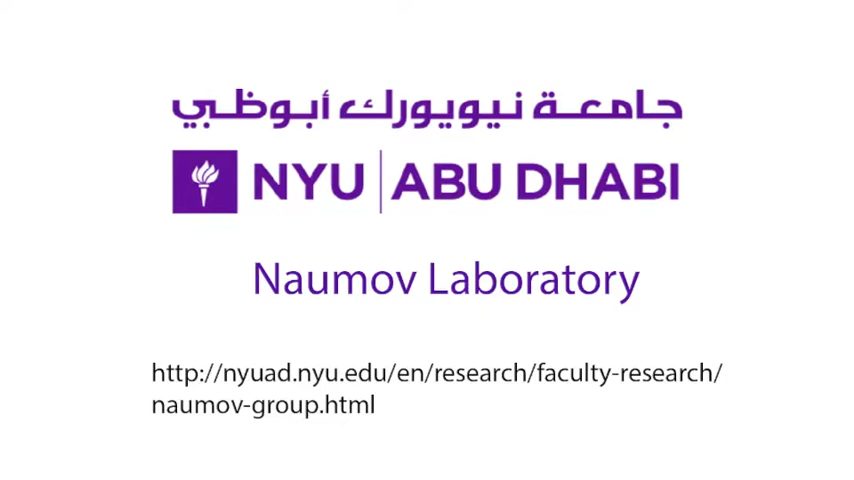 جامعة نيويورك أبوظبي
NYU ABU DHABI
Naumov Laboratory
http://nyuad.nyu.edu/en/research/faculty-research/
naumov-group.html